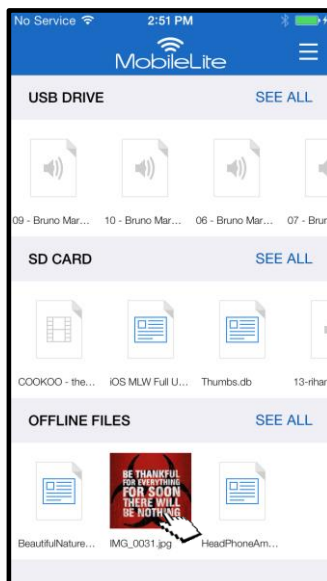 No Service 2:51 PM
MobileLite
USB DRIVE SEE ALL
09 - Bruno Mar... 10 - Bruno Mar... 06 - Bruno Mar... 07 - Brun
SD CARD SEE ALL
COOKOO - the... iOS MLW Full U... Thumbs.db 13-rihan
OFFLINE FILES SEE ALL
BE THANKFUL
FOR EVERYTHING
FOR SOON
THERE WILL
BE NOTHING
BeautifulNature... IMG_0031.jpg HeadPhoneAm...